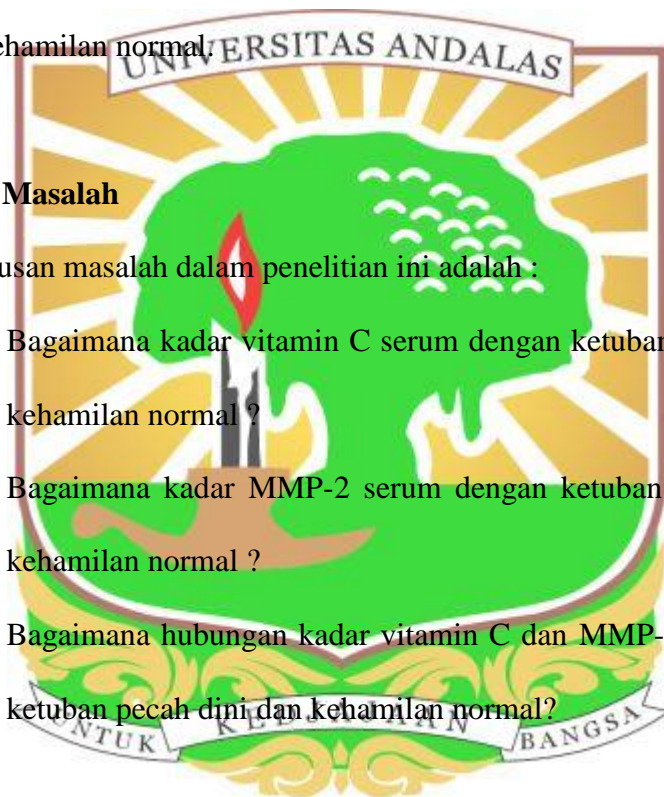 ehamilan normal.
UNIVERSITAS ANDALAS
Masalah
usan masalah dalam penelitian ini adalah :
Bagaimana kadar vitamin C serum dengan ketuban
kehamilan normal ?
Bagaimana kadar MMP-2 serum dengan ketuban
kehamilan normal ?
Bagaimana hubungan kadar vitamin C dan MMP-
ketuban pecah dini dan kehamilan normal?
UNTUK KEDJAJAAN BANGSA